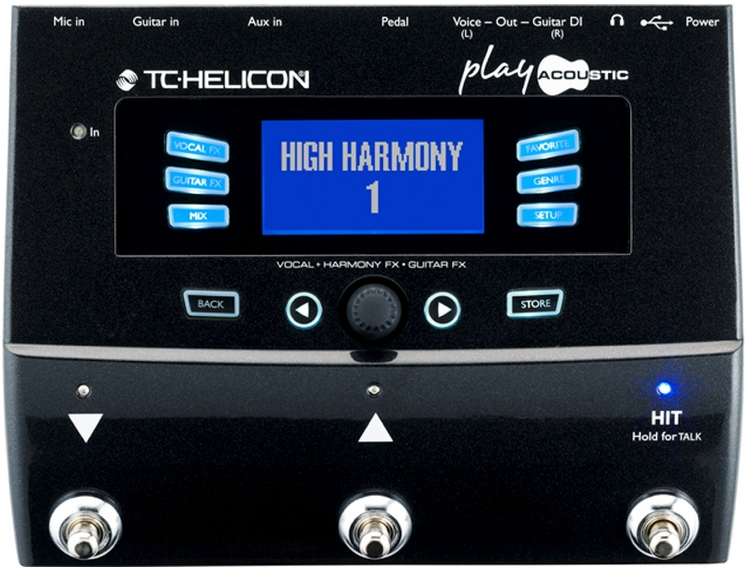 Mic in
Guitar in
Aux in
Pedal
Voice – Out – Guitar DI
(L)
(R)
Power
TC·HELICON®
play ACOUSTIC
In
VOCAL FX
GUITAR FX
MIX
HIGH HARMONY
1
FAVORITE
GENRE
SETUP
VOCAL • HARMONY FX • GUITAR FX
BACK
STORE
HIT
Hold for TALK